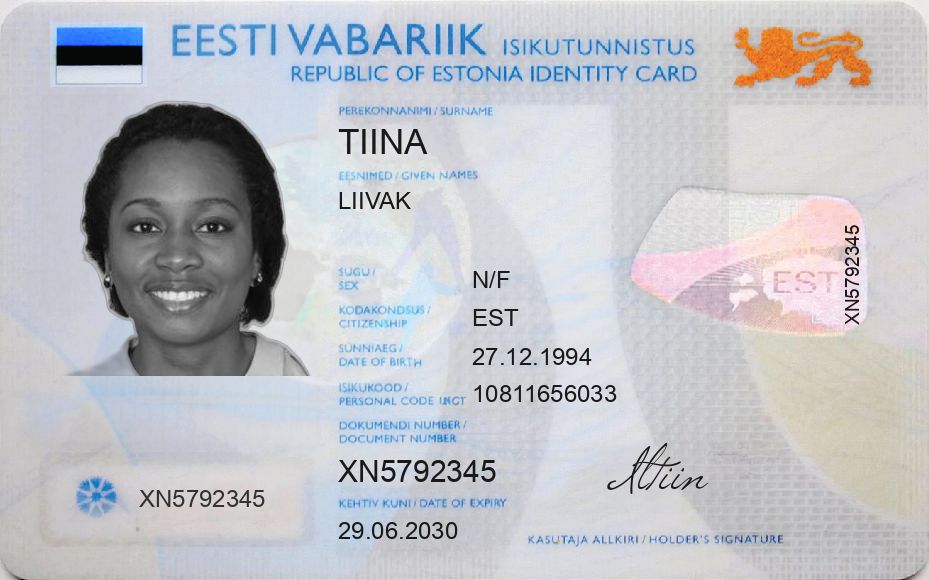 EESTI VABARIIK ISIKUTUNNISTUS
REPUBLIC OF ESTONIA IDENTITY CARD
PEREKONNANIMI / SURNAME
TIINA
EESNIMED / GIVEN NAMES
LIIVAK
SUGU /
SEX
N/F
KODAKONDSUS /
CITIZENSHIP
EST
SÜNNIAEG /
DATE OF BIRTH
27.12.1994
ISIKUKOOD /
PERSONAL CODE
10811656033
DOKUMENDI NUMBER /
DOCUMENT NUMBER
XN5792345
KEHTIV KUNI / DATE OF EXPIRY
29.06.2030
XN5792345
EST
XN5792345
KASUTAJA ALLKIRI / HOLDER'S SIGNATURE